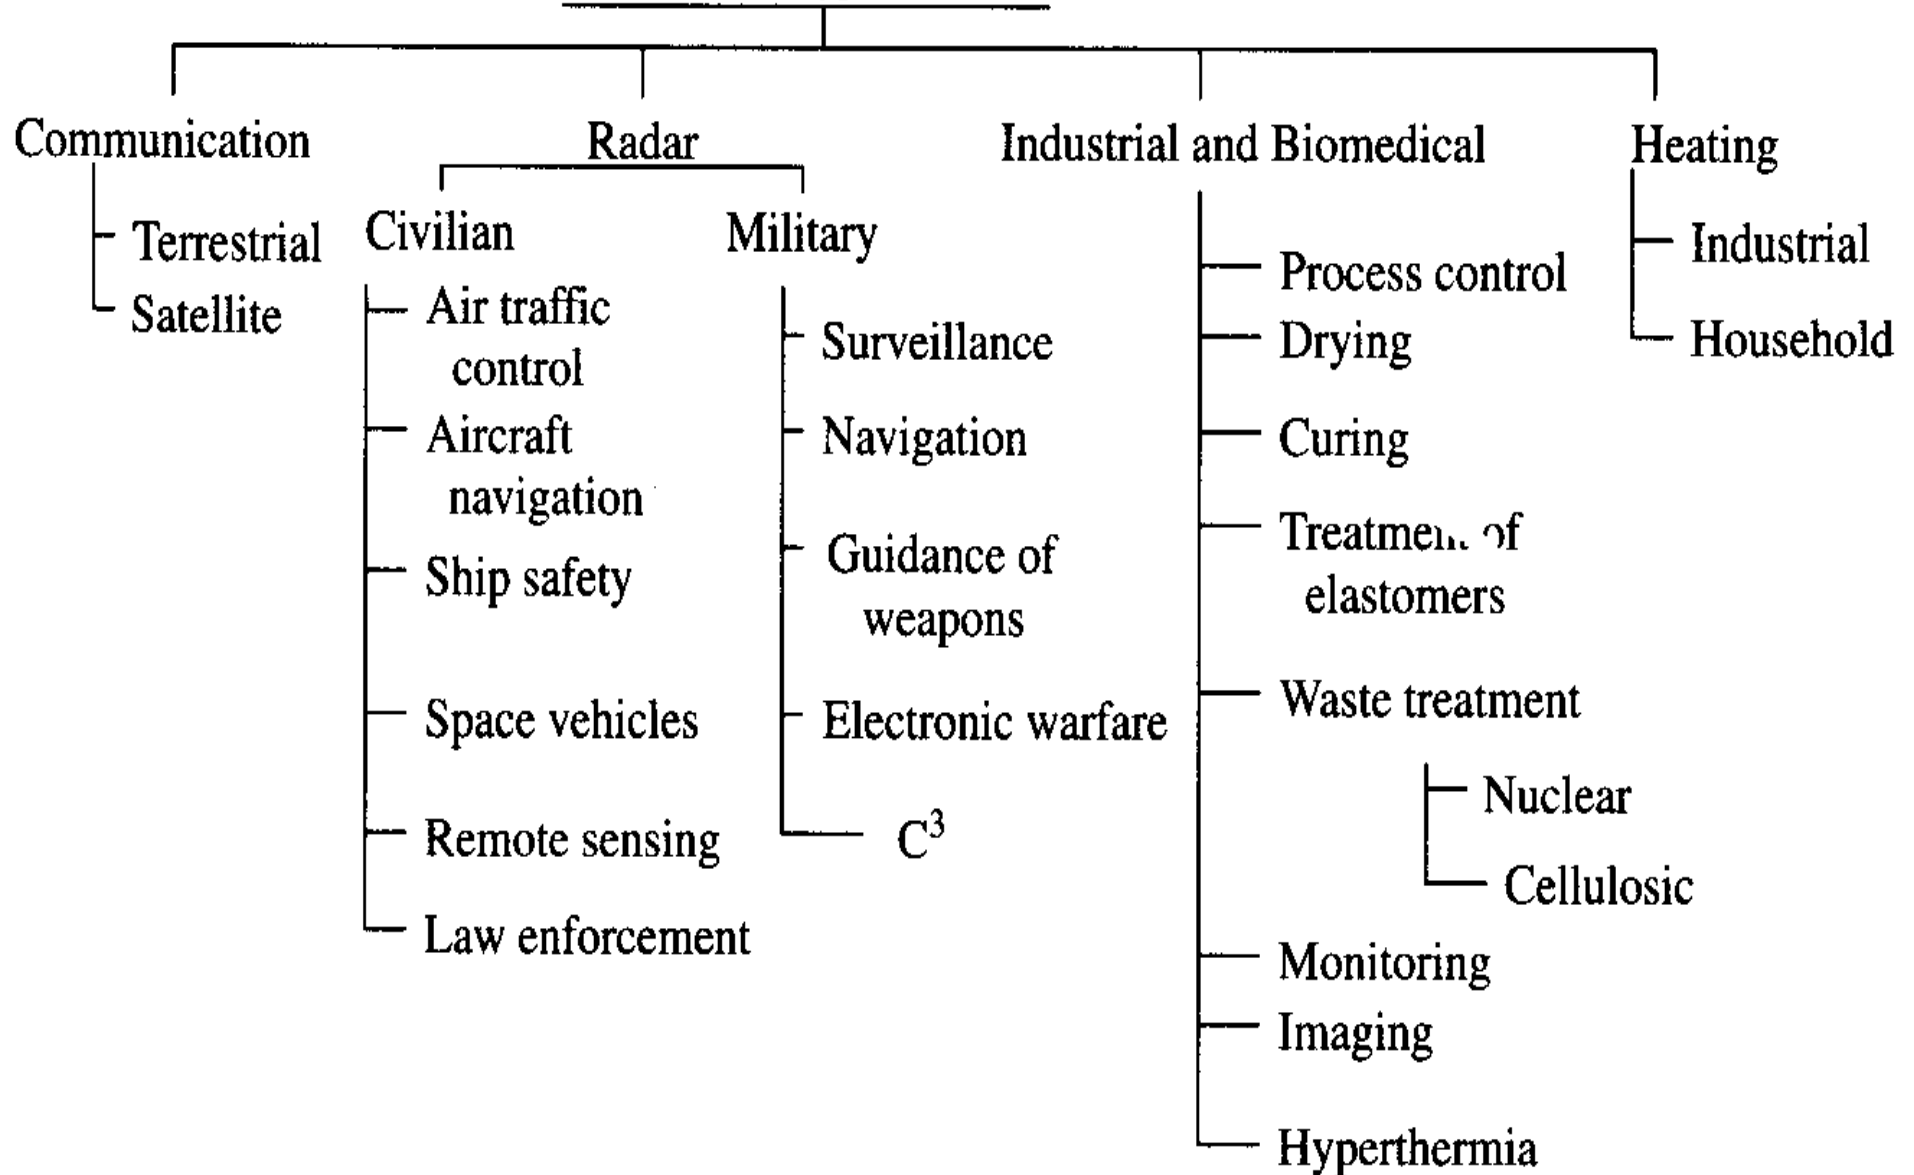 Communication
Terrestrial
Satellite
Radar
Civilian
Air traffic
control
Aircraft
navigation
Ship safety
Space vehicles
Remote sensing
Law enforcement
Military
Surveillance
Navigation
Guidance of
weapons
Electronic warfare
C³
Industrial and Biomedical
Process control
Drying
Curing
Treatment of
elastomers
Waste treatment
Nuclear
Cellulosic
Monitoring
Imaging
Hyperthermia
Heating
Industrial
Household